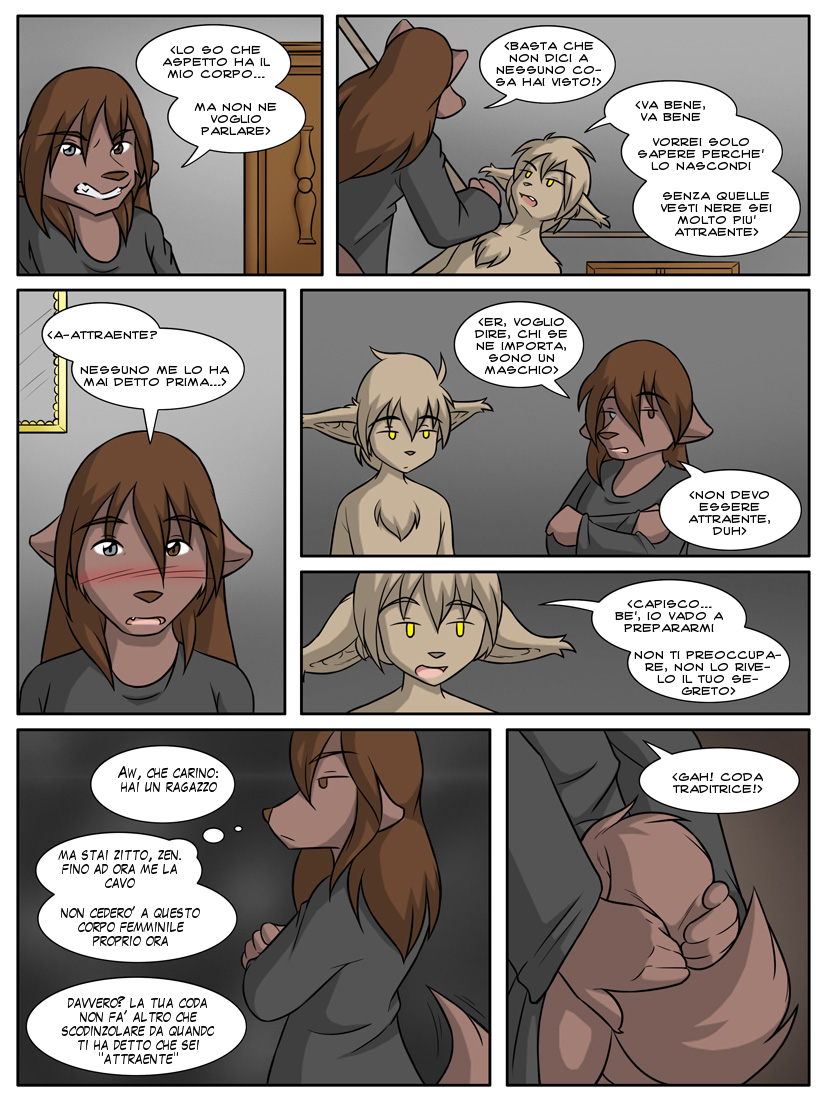 <LO SO CHE
ASPETTO HA IL
MIO CORPO...
MA NON NE
VOGLIO
PARLARE>
<BASTA CHE
NON DICI A
NESSUNO CO-
SA HAI VISTO!>
<VA BENE,
VA BENE
VORREI SOLO
SAPERE PERCHE'
LO NASCONDI
SENZA QUELLE
VESTI NERE SEI
MOLTO PIU'
ATTRAENTE>
<A-ATTRAENTE?
NESSUNO ME LO HA
MAI DETTO PRIMA...>
<ER, VOGLIO
DIRE, CHI SE
NE IMPORTA,
SONO UN
MASCHIO>
<NON DEVO
ESSERE
ATTRAENTE,
DUH>
<CAPISCO...
BE', IO VADO A
PREPARARMI
NON TI PREOCCUPA-
RE, NON LO RIVE-
LO IL TUO SE-
GRETO>
AW, CHE CARINO:
HAI UN RAGAZZO
MA STAI ZITTO, ZEN.
FINO AD ORA ME LA
CAVO
NON CEDERO' A QUESTO
CORPO FEMMINILE
PROPRIO ORA
DAVVERO? LA TUA CODA
NON FA' ALTRO CHE
SCODINZOLARE DA QUANDO
TI HA DETTO CHE SEI
"ATTRAENTE"
<GAH! CODA
TRADITRICE!>